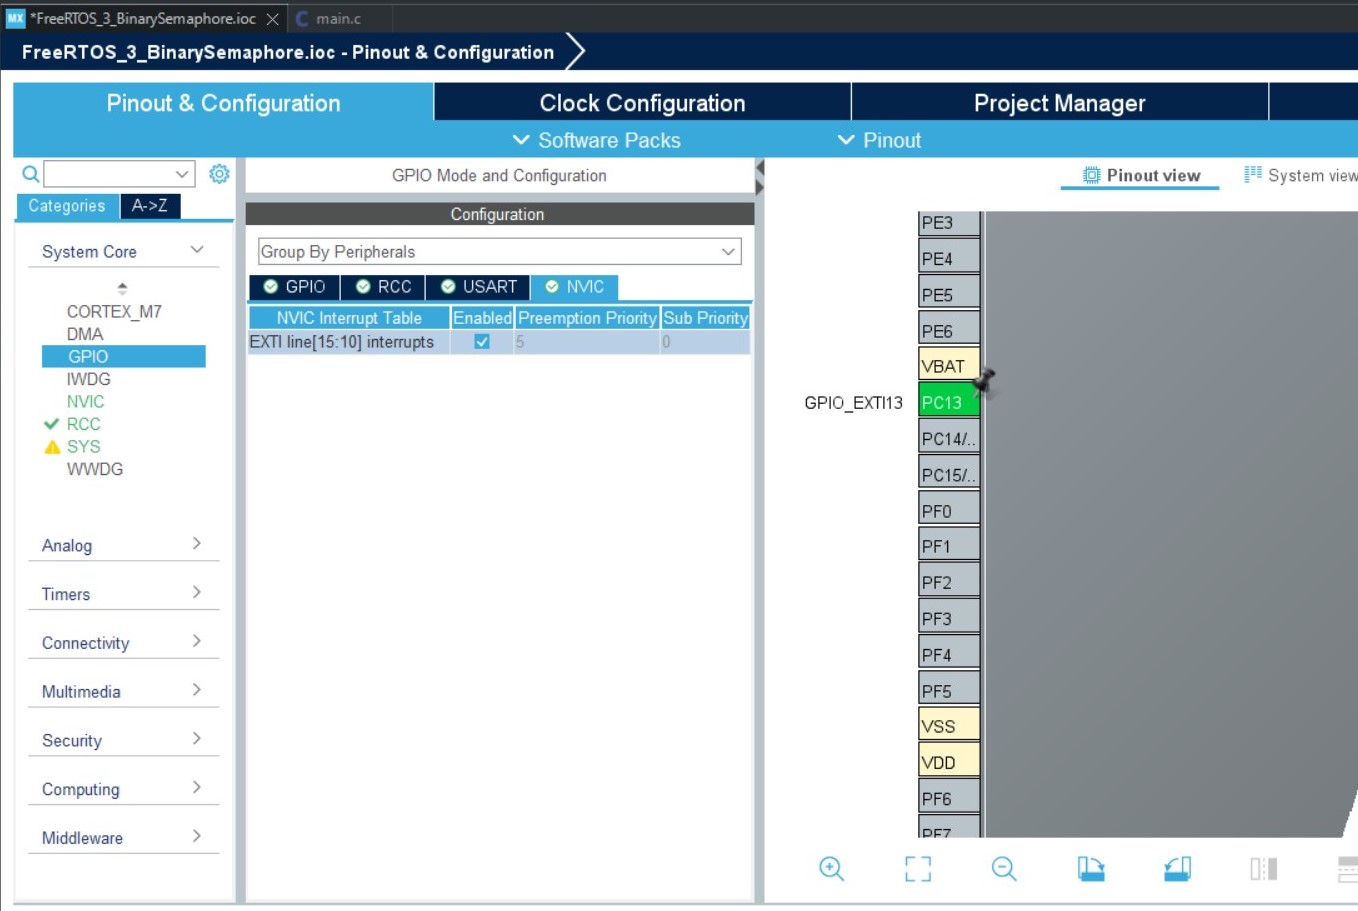 MX *FreeRTOS_3_BinarySemaphore.ioc
main.c
FreeRTOS_3_BinarySemaphore.ioc - Pinout & Configuration
Pinout & Configuration
Clock Configuration
Project Manager
Software Packs
Pinout
GPIO Mode and Configuration
Pinout view
System view
Categories
A->Z
Configuration
System Core
CORTEX_M7
DMA
GPIO
IWDG
NVIC
RCC
SYS
WWDG
Analog
Timers
Connectivity
Multimedia
Security
Computing
Middleware
Group By Peripherals
GPIO
RCC
USART
NVIC
NVIC Interrupt Table Enabled Preemption Priority Sub Priority
EXTI line[15:10] interrupts 5 0
PE3
PE4
PE5
PE6
VBAT
GPIO_EXTI13 PC13
PC14/..
PC15/..
PF0
PF1
PF2
PF3
PF4
PF5
VSS
VDD
PF6
PF7